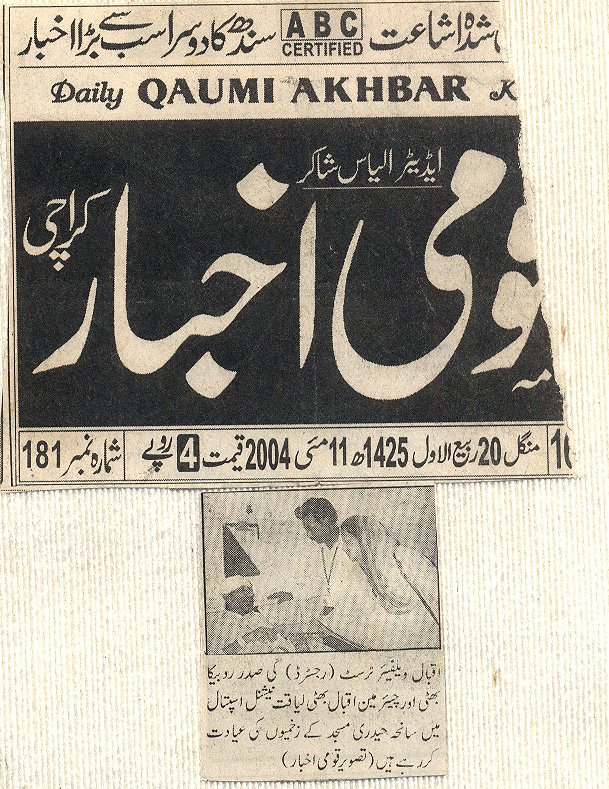 شدہ اشاعت ABC CERTIFIED سندھ کا دوسرا سب سے بڑا اخبار
Daily QAUMI AKHBAR K
ایڈیٹر الیاس شاکر
قومی اخبار
کراچی
منگل 20 ربیع الاول 1425ھ 11 مئی 2004 قیمت 4 روپے شمارہ نمبر 181
اقبال ویلفیئر ٹرسٹ (رجسٹرڈ) کی صدر روبیکا
بھٹی اور چیئرمین اقبال بھٹی لیاقت نیشنل اسپتال
میں سانحہ حیدری مسجد کے زخمیوں کی عیادت
کررہے ہیں (تصویر قومی اخبار)